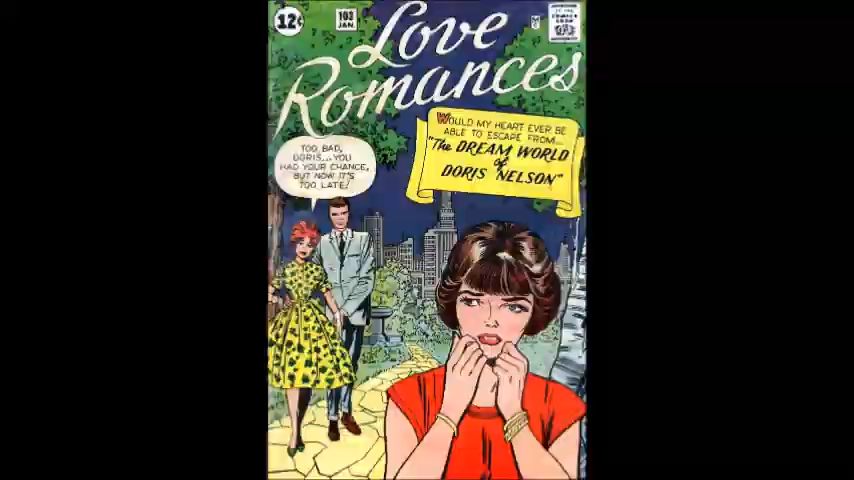 12¢
103
JAN.
Love
Romances
WOULD MY HEART EVER BE
ABLE TO ESCAPE FROM...
"The DREAM WORLD
of
DORIS NELSON"
TOO BAD,
DORIS...YOU
HAD YOUR CHANCE,
BUT NOW IT'S
TOO LATE!